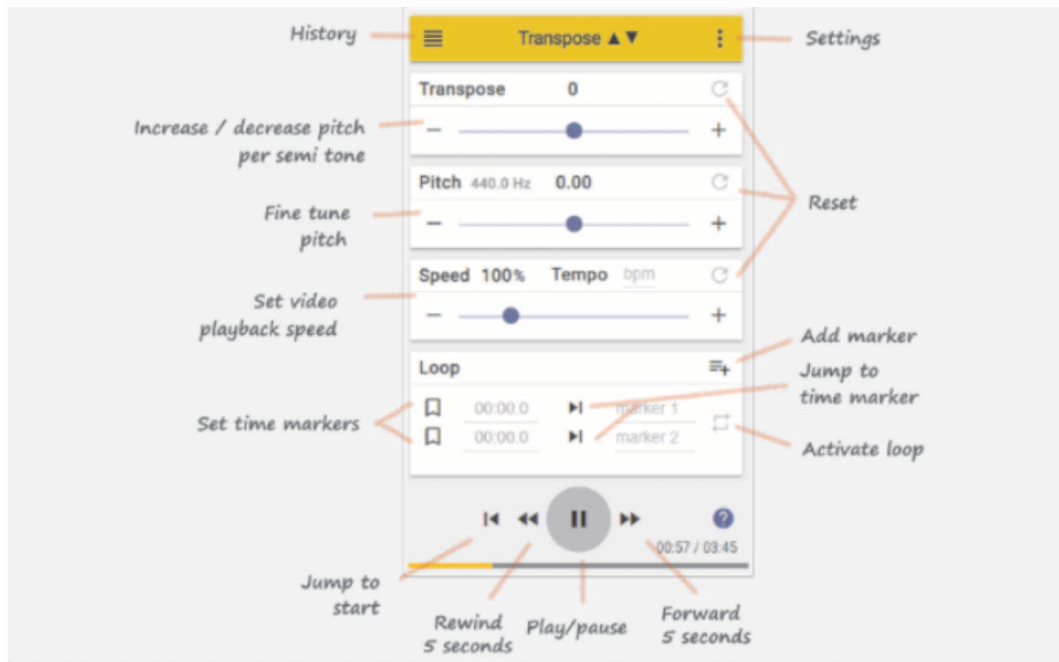 History
Transpose ▲▼
Settings
Transpose 0
Increase / decrease pitch
per semi tone
Pitch 440.0 Hz 0.00
Reset
Fine tune
pitch
Speed 100% Tempo bpm
Set video
playback speed
Add marker
Loop
Jump to
time marker
00:00.0 marker 1
Set time markers
00:00.0 marker 2
Activate loop
?
00:57 / 03:45
Jump to
start
Rewind
5 seconds
Play/pause
Forward
5 seconds